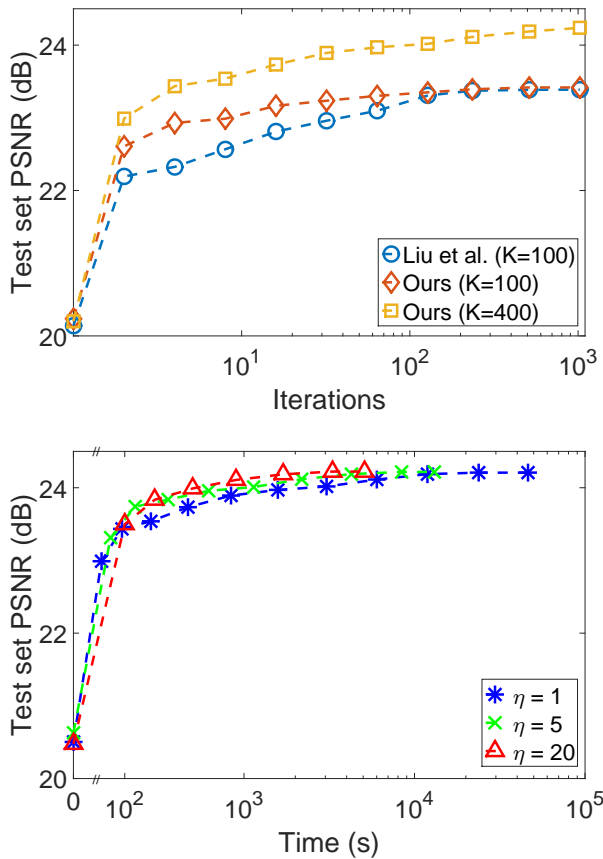 Test set PSNR (dB)
24
22
20
10^1
10^2
10^3
Iterations
Liu et al. (K=100)
Ours (K=100)
Ours (K=400)
Test set PSNR (dB)
24
22
20
0
10^2
10^3
10^4
10^5
Time (s)
η = 1
η = 5
η = 20